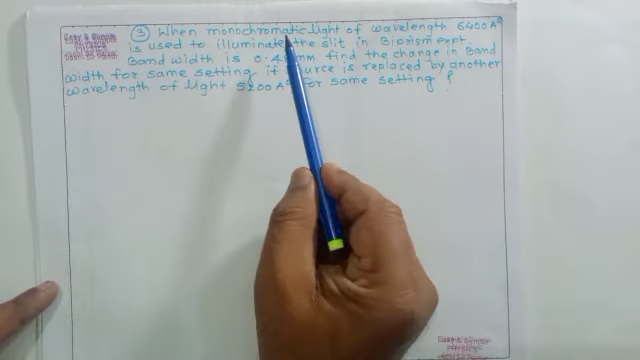 ③ When monochromatic light of wavelength 6400 A°
is used to illuminate the slit in Biprism expt.
Band width is 0.4 mm find the change in Band
width for same setting if source is replaced by another
wavelength of light 5200 A° for same setting ?